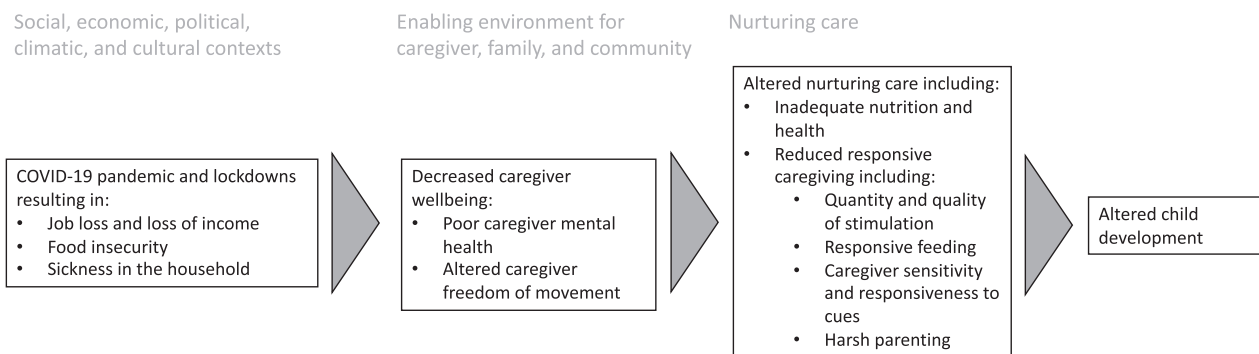 Social, economic, political,
climatic, and cultural contexts
Enabling environment for
caregiver, family, and community
Nurturing care
COVID-19 pandemic and lockdowns
resulting in:
• Job loss and loss of income
• Food insecurity
• Sickness in the household
Decreased caregiver
wellbeing:
• Poor caregiver mental
health
• Altered caregiver
freedom of movement
Altered nurturing care including:
• Inadequate nutrition and
health
• Reduced responsive
caregiving including:
• Quantity and quality
of stimulation
• Responsive feeding
• Caregiver sensitivity
and responsiveness to
cues
• Harsh parenting
Altered child
development